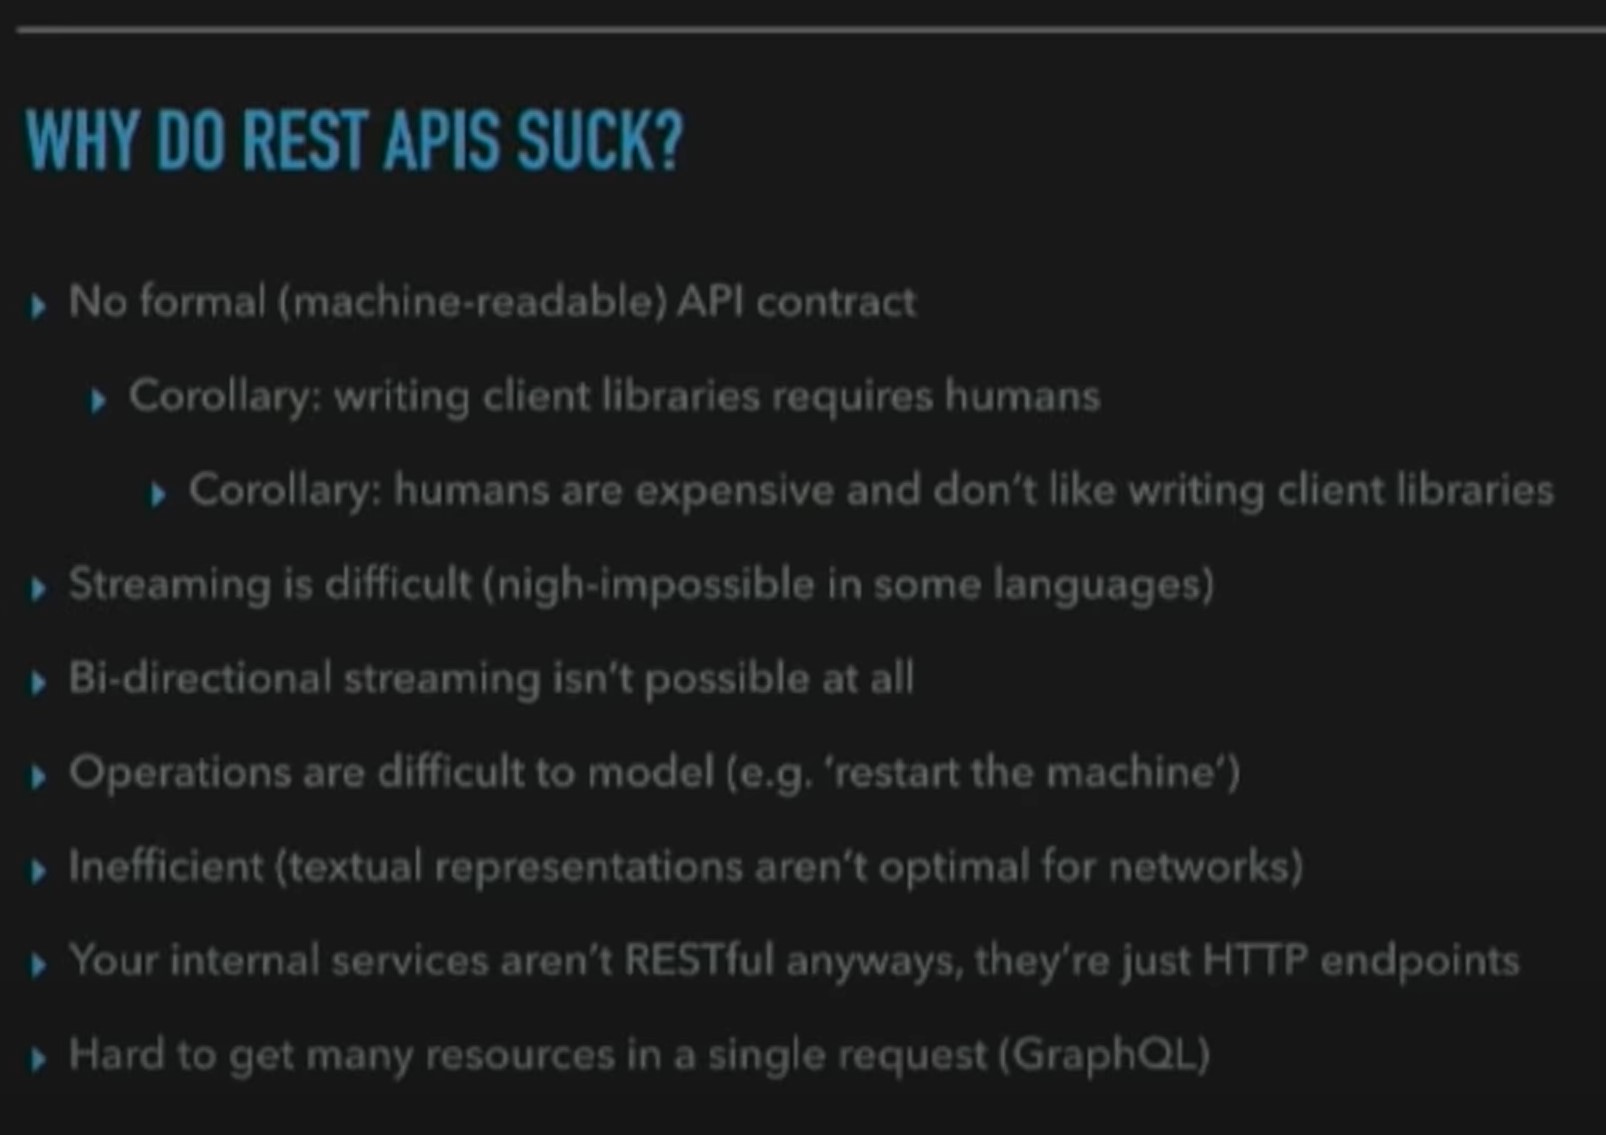 WHY DO REST APIS SUCK?
No formal (machine-readable) API contract
Corollary: writing client libraries requires humans
Corollary: humans are expensive and don't like writing client libraries
Streaming is difficult (nigh-impossible in some languages)
Bi-directional streaming isn't possible at all
Operations are difficult to model (e.g. 'restart the machine')
Inefficient (textual representations aren't optimal for networks)
Your internal services aren't RESTful anyways, they're just HTTP endpoints
Hard to get many resources in a single request (GraphQL)